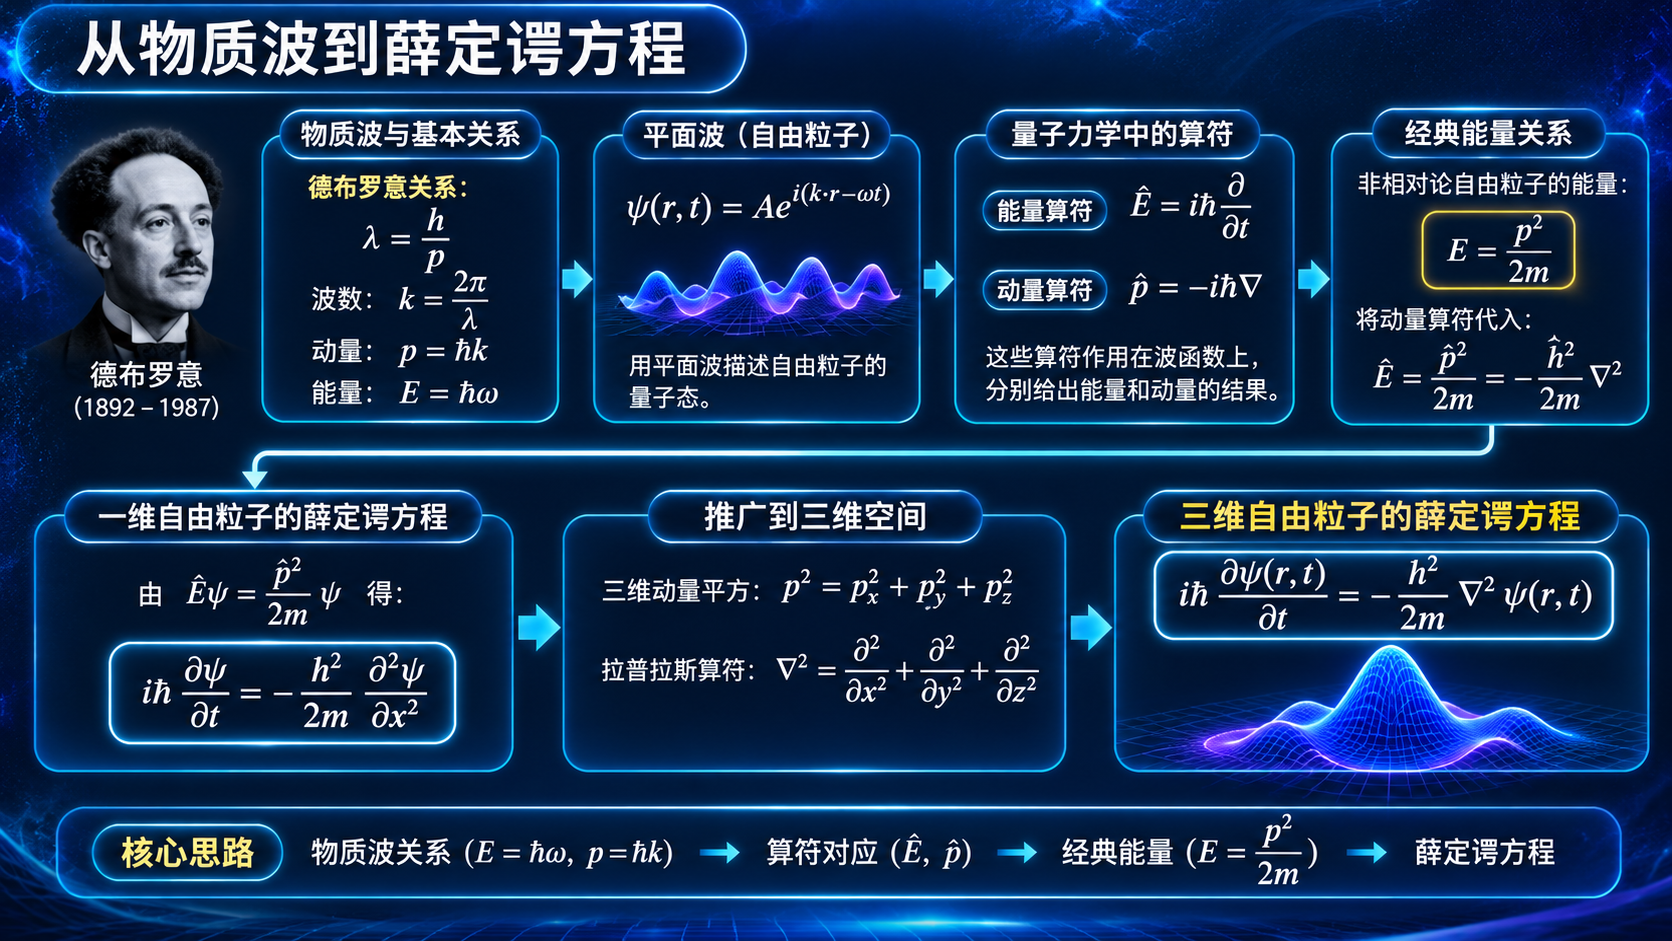 从物质波到薛定谔方程
德布罗意
(1892 – 1987)
物质波与基本关系
德布罗意关系：
λ = h/p
波数： k = 2π/λ
动量： p = ħk
能量： E = ħω
平面波（自由粒子）
ψ(r, t) = Ae^{i(k·r−ωt)}
用平面波描述自由粒子的
量子态。
量子力学中的算符
能量算符 Ê = iħ ∂/∂t
动量算符 p̂ = −iħ∇
这些算符作用在波函数上，
分别给出能量和动量的结果。
经典能量关系
非相对论自由粒子的能量：
E = p²/2m
将动量算符代入：
Ê = p̂²/2m = − ĥ²/2m ∇²
一维自由粒子的薛定谔方程
由 Êψ = p̂²/2m ψ 得：
iħ ∂ψ/∂t = − h²/2m ∂²ψ/∂x²
推广到三维空间
三维动量平方： p² = p_x² + p_y² + p_z²
拉普拉斯算符： ∇² = ∂²/∂x² + ∂²/∂y² + ∂²/∂z²
三维自由粒子的薛定谔方程
iħ ∂ψ(r, t)/∂t = − h²/2m ∇² ψ(r, t)
核心思路 物质波关系 (E = ħω, p = ħk) → 算符对应 (Ê, p̂) → 经典能量 (E = p²/2m) → 薛定谔方程